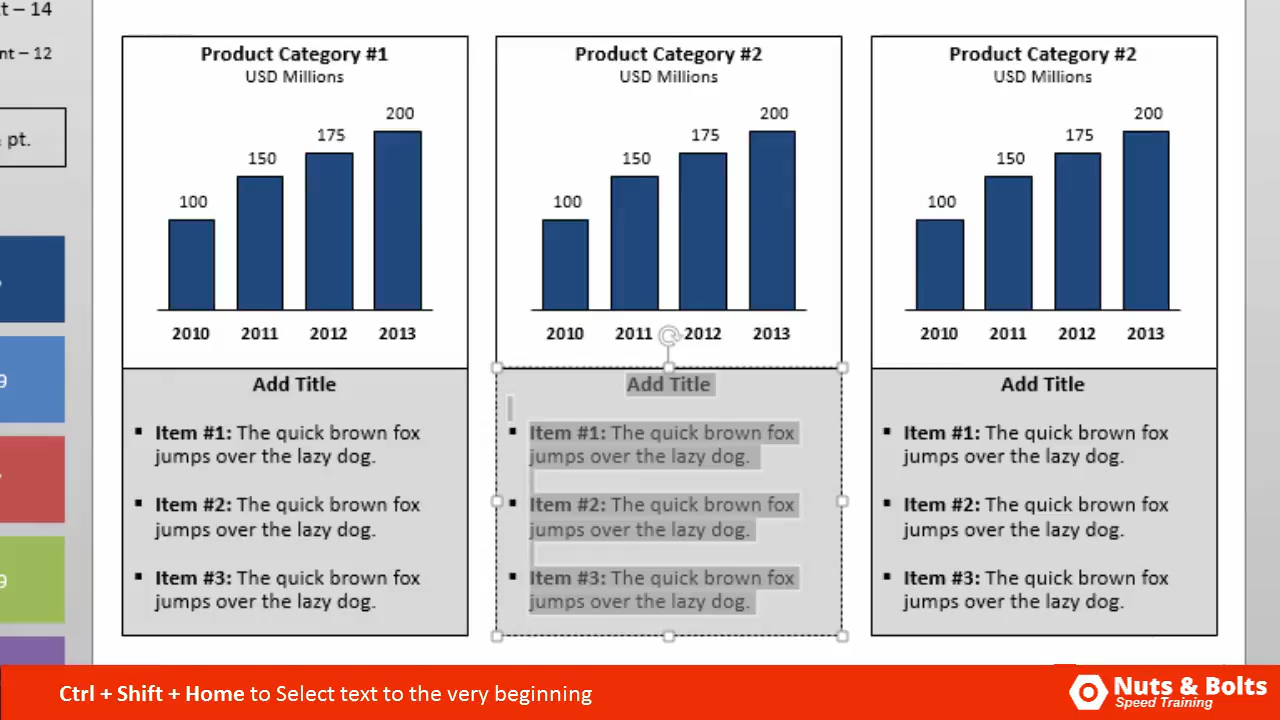 t – 14
nt – 12
pt.
9
9
Product Category #1
USD Millions
100
150
175
200
2010
2011
2012
2013
Add Title
▪ Item #1: The quick brown fox
jumps over the lazy dog.
▪ Item #2: The quick brown fox
jumps over the lazy dog.
▪ Item #3: The quick brown fox
jumps over the lazy dog.
Product Category #2
USD Millions
100
150
175
200
2010
2011
2012
2013
Add Title
▪ Item #1: The quick brown fox
jumps over the lazy dog.
▪ Item #2: The quick brown fox
jumps over the lazy dog.
▪ Item #3: The quick brown fox
jumps over the lazy dog.
Product Category #2
USD Millions
100
150
175
200
2010
2011
2012
2013
Add Title
▪ Item #1: The quick brown fox
jumps over the lazy dog.
▪ Item #2: The quick brown fox
jumps over the lazy dog.
▪ Item #3: The quick brown fox
jumps over the lazy dog.
Ctrl + Shift + Home to Select text to the very beginning
Nuts & Bolts
Speed Training